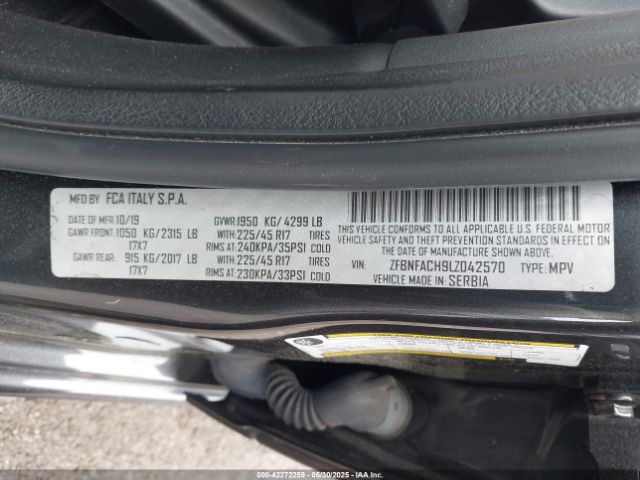 MFD BY FCA ITALY S.P.A.
DATE OF MFR 10/19 GVWR: 1950 KG/4299 LB
GAWR FRONT: 1050 KG/2315 LB WITH: 225/45 R17 TIRES
17X7 RIMS AT: 240KPA/35PSI COLD
GAWR REAR: 915 KG/2017 LB WITH: 225/45 R17 TIRES
17X7 RIMS AT: 230KPA/33PSI COLD
THIS VEHICLE CONFORMS TO ALL APPLICABLE U.S. FEDERAL MOTOR
VEHICLE SAFETY, BUMPER, AND THEFT PREVENTION STANDARDS IN EFFECT
ON THE DATE OF MANUFACTURE SHOWN ABOVE
VIN: ZFBNFACH9LZ042570 TYPE: MPV
VEHICLE MADE IN: SERBIA
000-42272259 05/30/2025 IAA, Inc. Copyright